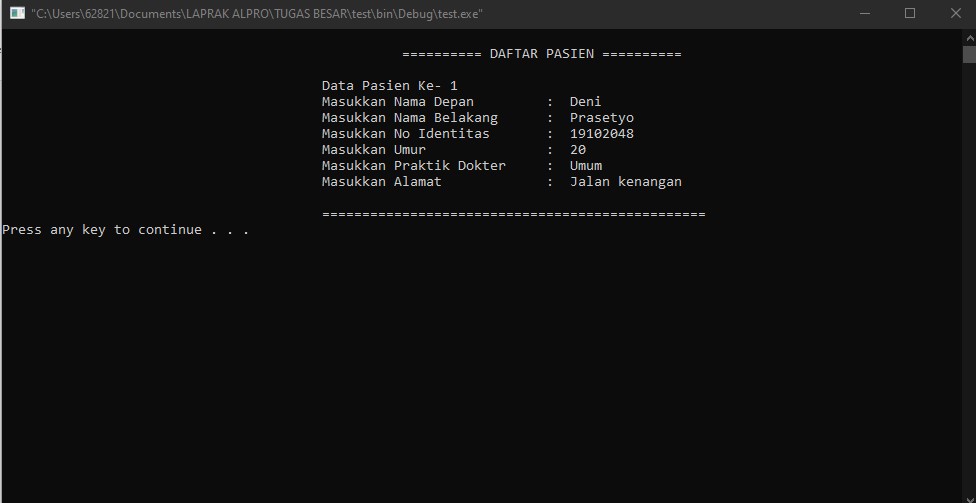 "C:\Users\62821\Documents\LAPRAK ALPRO\TUGAS BESAR\test\bin\Debug\test.exe"
========== DAFTAR PASIEN ==========
Data Pasien Ke- 1
Masukkan Nama Depan : Deni
Masukkan Nama Belakang : Prasetyo
Masukkan No Identitas : 19102048
Masukkan Umur : 20
Masukkan Praktik Dokter : Umum
Masukkan Alamat : Jalan kenangan
================================================
Press any key to continue . . .